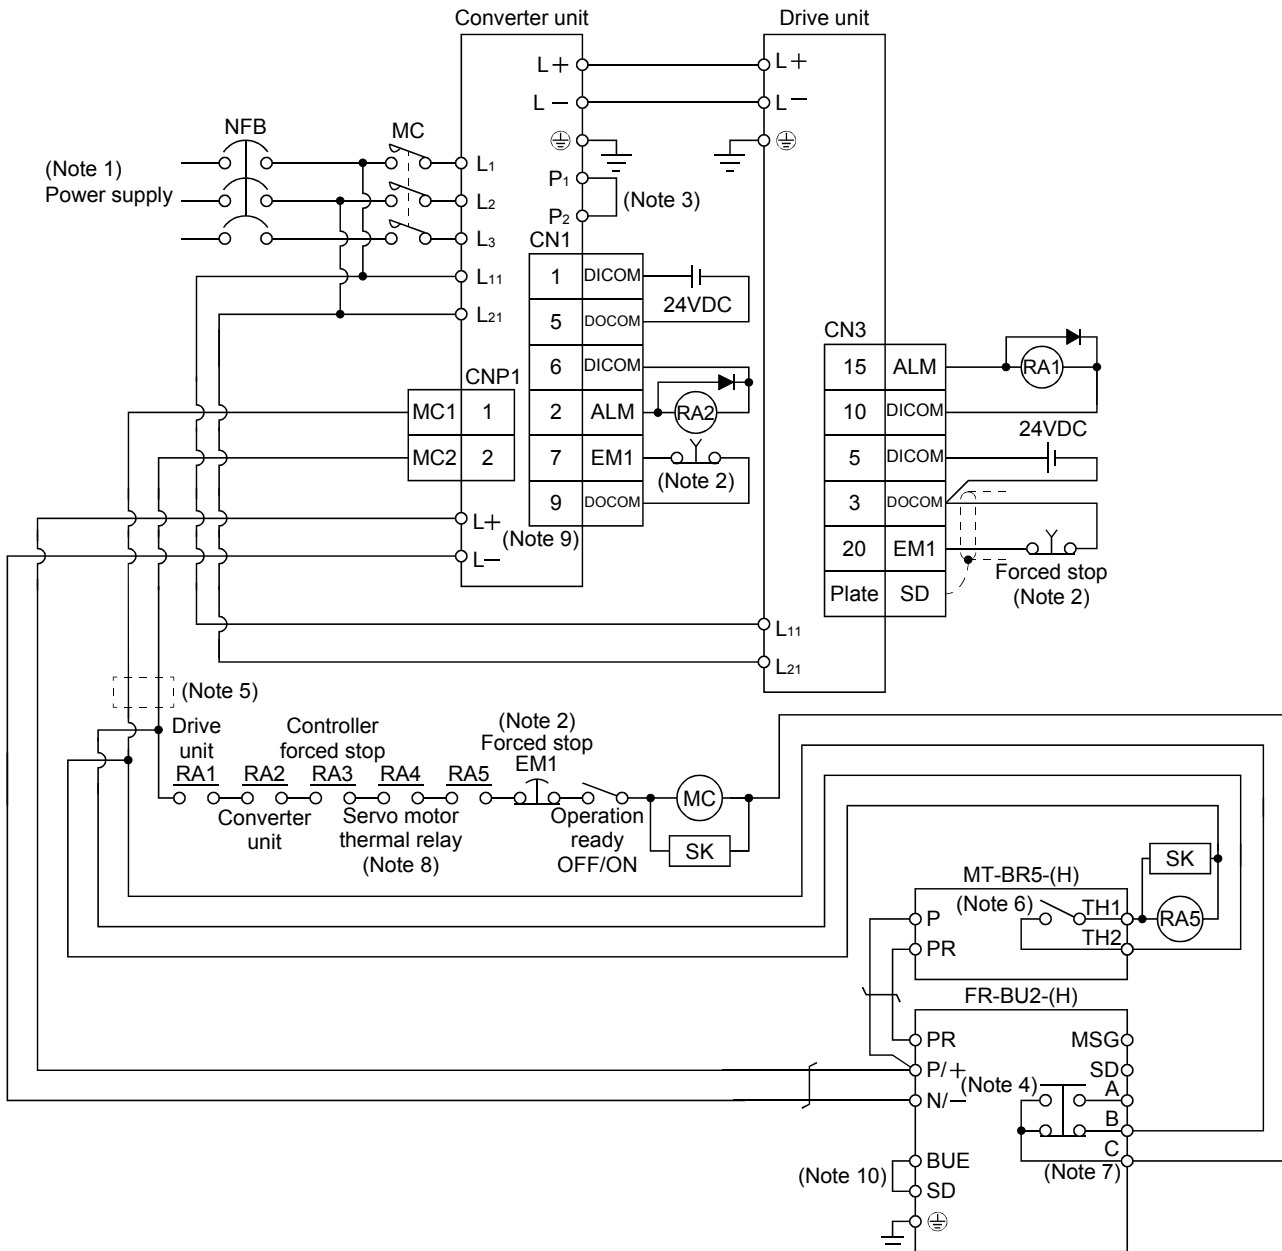 Converter unit
Drive unit
L+
L+
L−
L−
NFB
MC
(Note 1)
Power supply
L1
L2
L3
L11
L21
P1
P2
(Note 3)
CN1
1 DICOM
5 DOCOM
6 DICOM
2 ALM
7 EM1
9 DOCOM
24VDC
RA2
(Note 2)
CNP1
MC1 1
MC2 2
L+
L−
(Note 9)
CN3
15 ALM
10 DICOM
5 DICOM
3 DOCOM
20 EM1
Plate SD
RA1
24VDC
Forced stop
(Note 2)
L11
L21
(Note 5)
Drive
unit
RA1
RA2
Converter
unit
Controller
forced stop
RA3
RA4
Servo motor
thermal relay
(Note 8)
RA5
(Note 2)
Forced stop
EM1
Operation
ready
OFF/ON
MC
SK
MT-BR5-(H)
(Note 6)
P
PR
TH1
TH2
SK
RA5
FR-BU2-(H)
PR
P/+
N/−
BUE
SD
(Note 10)
MSG
SD
(Note 4)
A
B
C
(Note 7)